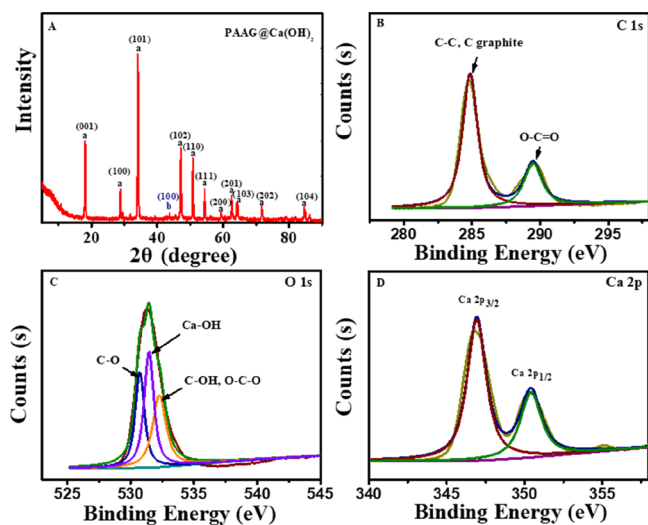 A
PAAG@Ca(OH)2
(101)
a
(001)
a
(100)
a
(100)
b
(102)
a
(110)
a
(111)
a
(200)
a
(201)
a
(103)
a
(202)
a
(104)
a
Intensity
20 40 60 80
2θ (degree)
B
C 1s
C-C, C graphite
O-C=O
Counts (s)
280 285 290 295
Binding Energy (eV)
C
O 1s
Ca-OH
C-O
C-OH, O-C-O
Counts (s)
525 530 535 540 545
Binding Energy (eV)
D
Ca 2p
Ca 2p3/2
Ca 2p1/2
Counts (s)
340 345 350 355
Binding Energy (eV)